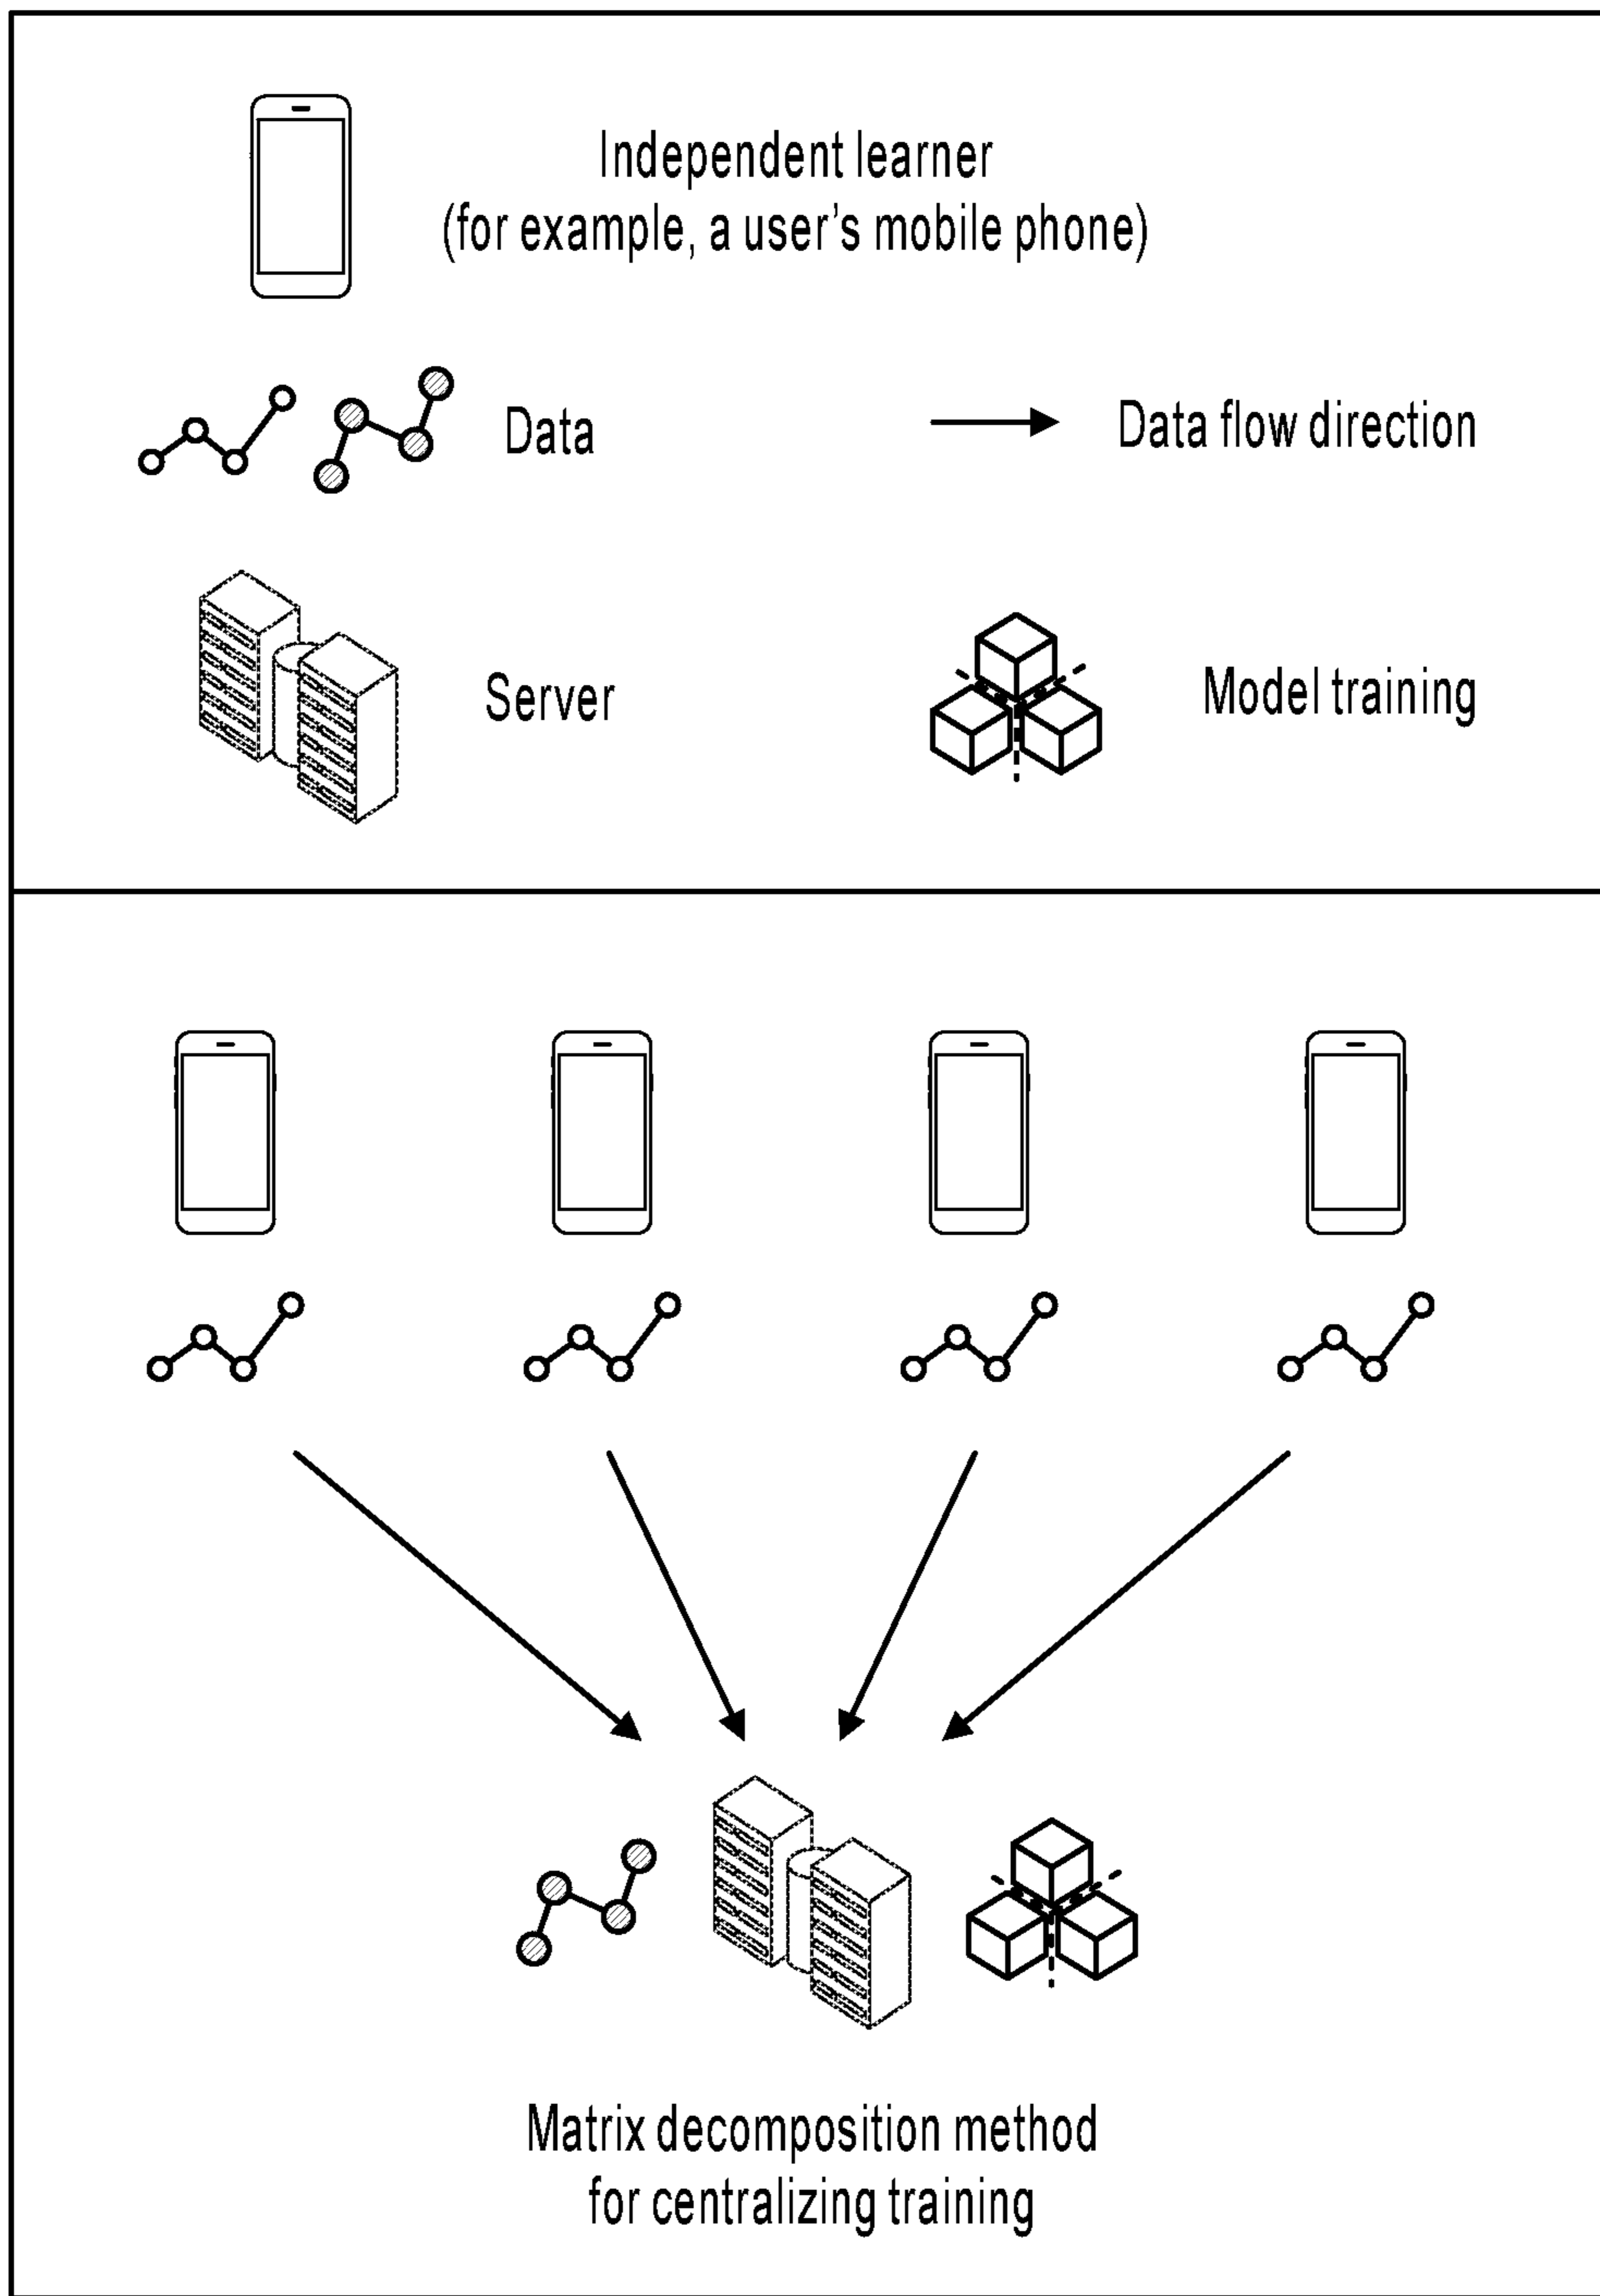 Independent learner
(for example, a user's mobile phone)
Data
Data flow direction
Server
Model training
Matrix decomposition method
for centralizing training